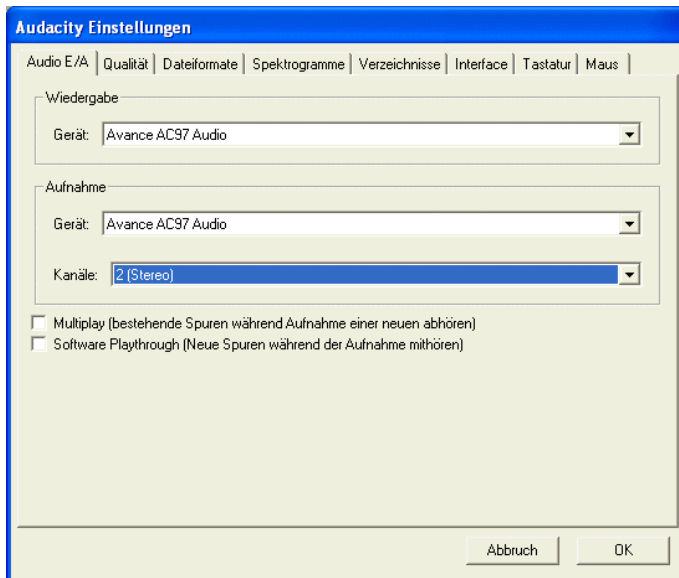 Audacity Einstellungen
Audio E/A Qualität Dateiformate Spektrogramme Verzeichnisse Interface Tastatur Maus
Wiedergabe
Gerät: Avance AC97 Audio
Aufnahme
Gerät: Avance AC97 Audio
Kanäle: 2 (Stereo)
Multiplay (bestehende Spuren während Aufnahme einer neuen abhören)
Software Playthrough (Neue Spuren während der Aufnahme mithören)
Abbruch OK